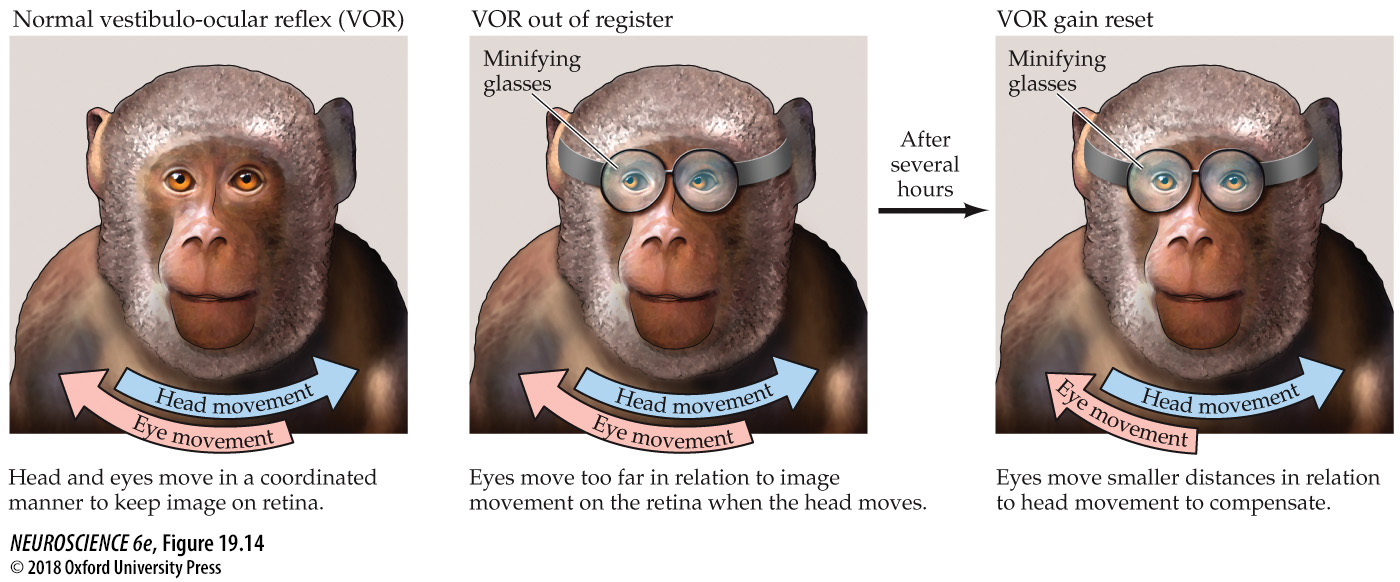 Normal vestibulo-ocular reflex (VOR)
Head movement
Eye movement
Head and eyes move in a coordinated
manner to keep image on retina.
VOR out of register
Minifying
glasses
Head movement
Eye movement
Eyes move too far in relation to image
movement on the retina when the head moves.
After
several
hours
VOR gain reset
Minifying
glasses
Head movement
Eye movement
Eyes move smaller distances in relation
to head movement to compensate.
NEUROSCIENCE 6e, Figure 19.14
© 2018 Oxford University Press